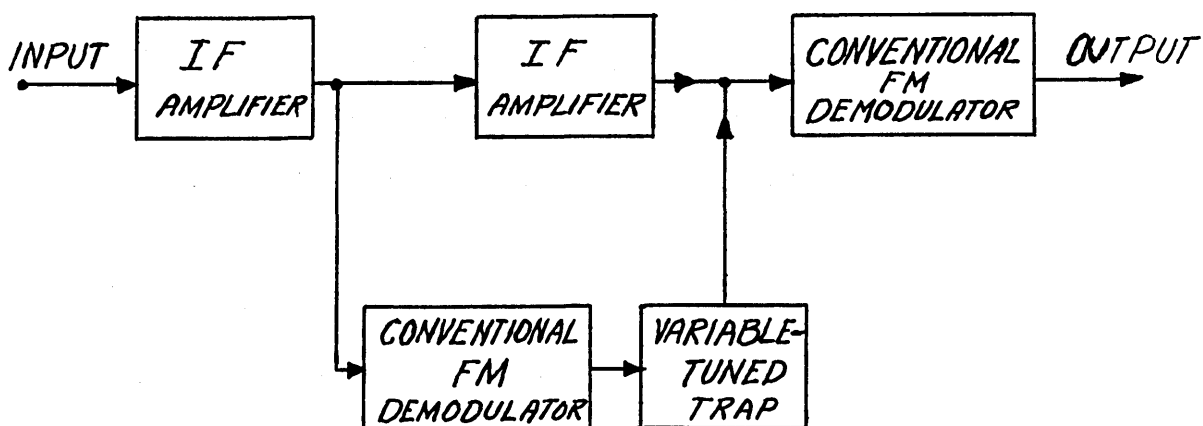 INPUT
IF
AMPLIFIER
IF
AMPLIFIER
CONVENTIONAL
FM
DEMODULATOR
OUTPUT
CONVENTIONAL
FM
DEMODULATOR
VARIABLE-
TUNED
TRAP